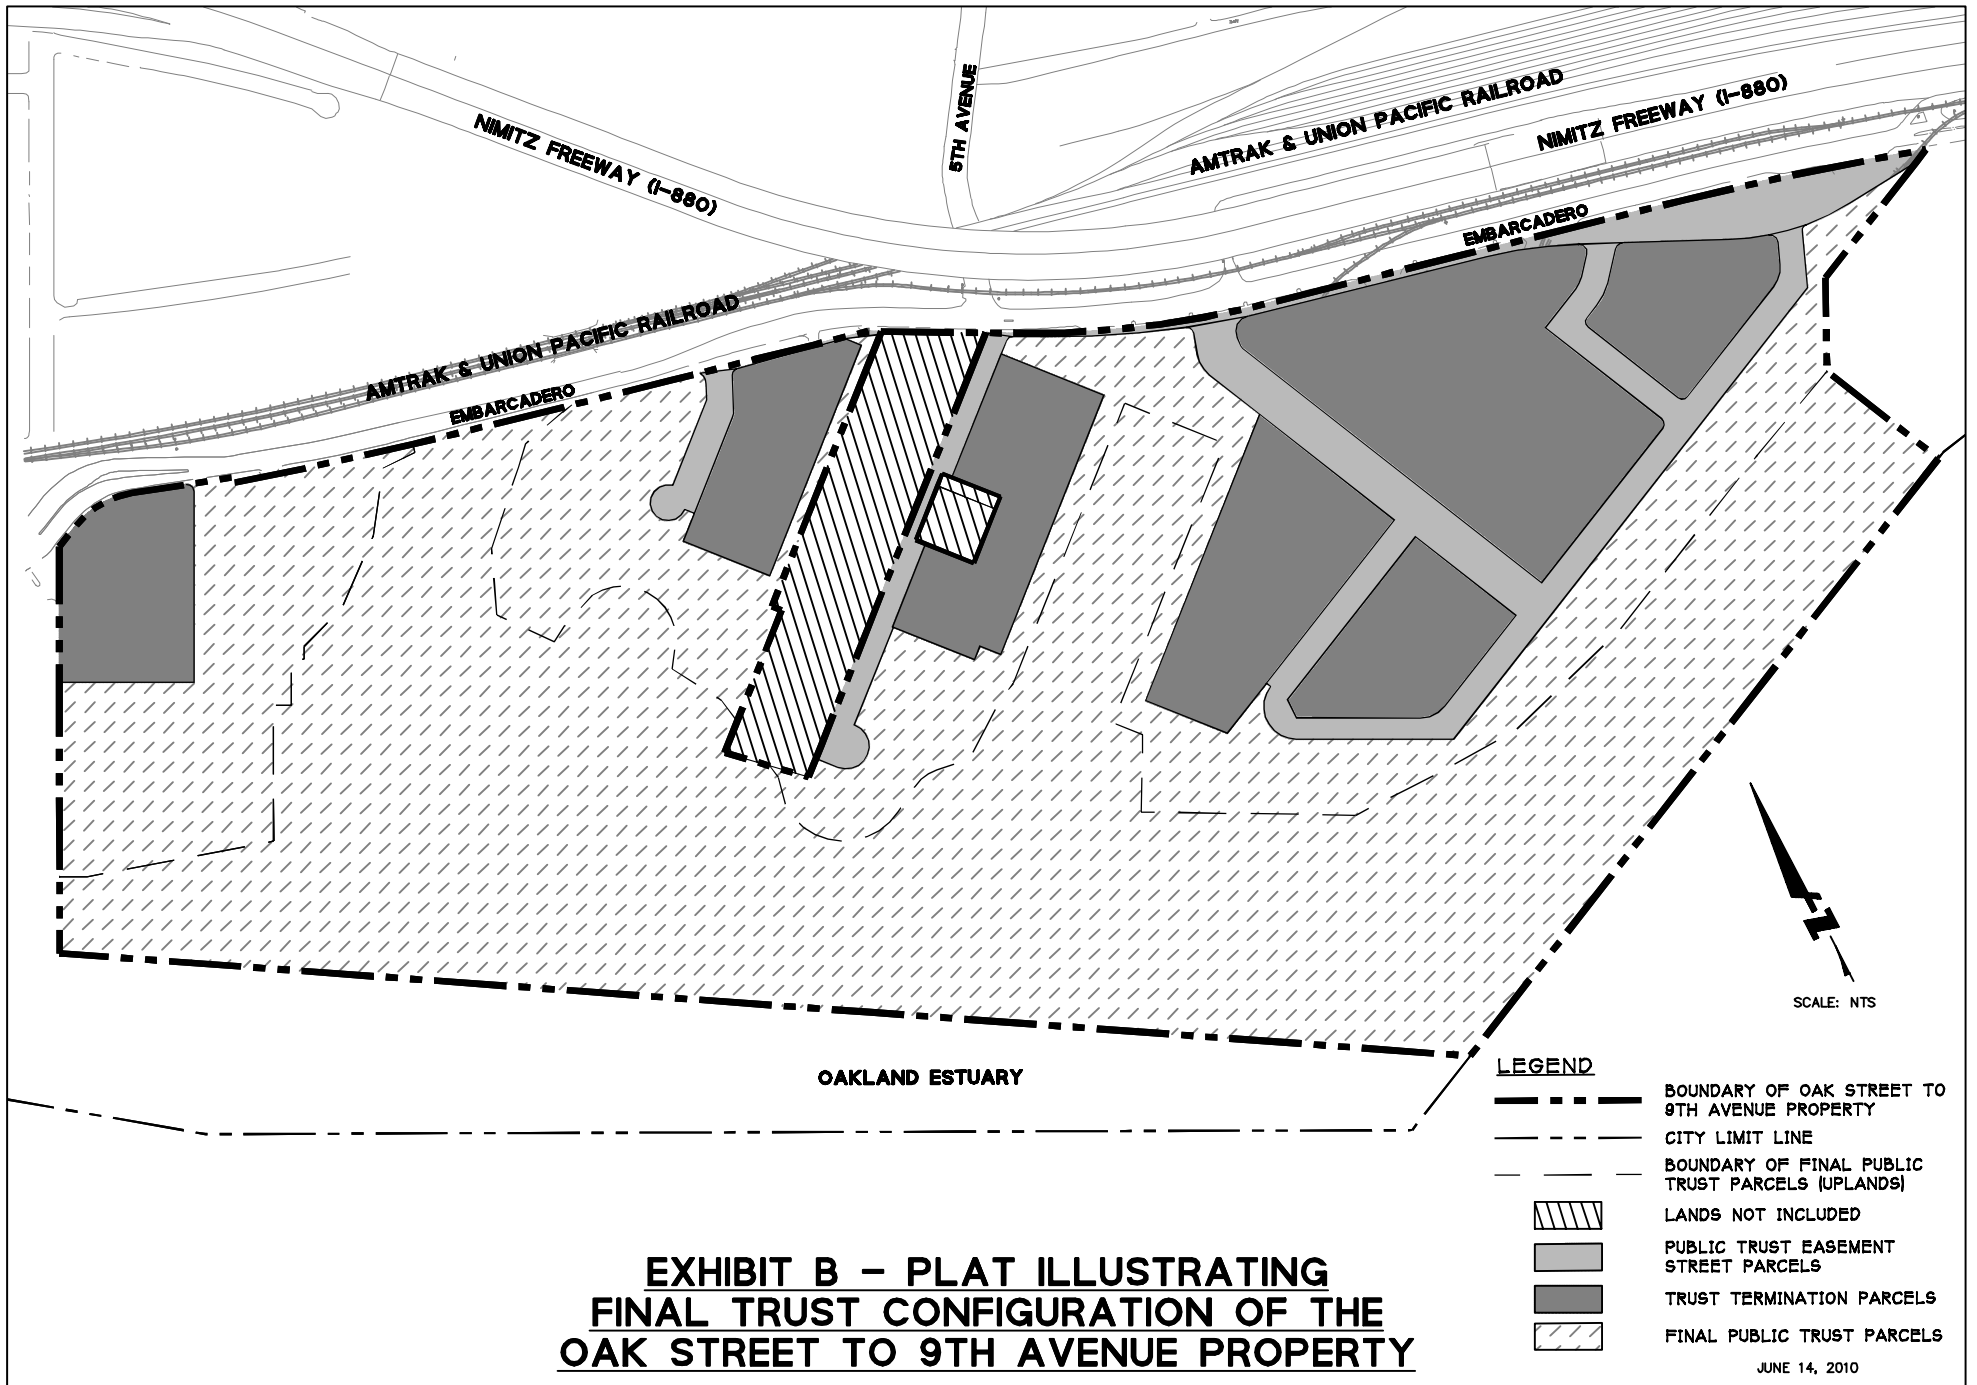 5TH AVENUE
NIMITZ FREEWAY (I-880)
AMTRAK & UNION PACIFIC RAILROAD
NIMITZ FREEWAY (I-880)
EMBARCADERO
AMTRAK & UNION PACIFIC RAILROAD
EMBARCADERO
N
SCALE: NTS
OAKLAND ESTUARY
LEGEND
BOUNDARY OF OAK STREET TO
9TH AVENUE PROPERTY
CITY LIMIT LINE
BOUNDARY OF FINAL PUBLIC
TRUST PARCELS (UPLANDS)
LANDS NOT INCLUDED
PUBLIC TRUST EASEMENT
STREET PARCELS
TRUST TERMINATION PARCELS
FINAL PUBLIC TRUST PARCELS
JUNE 14, 2010
EXHIBIT B - PLAT ILLUSTRATING
FINAL TRUST CONFIGURATION OF THE
OAK STREET TO 9TH AVENUE PROPERTY